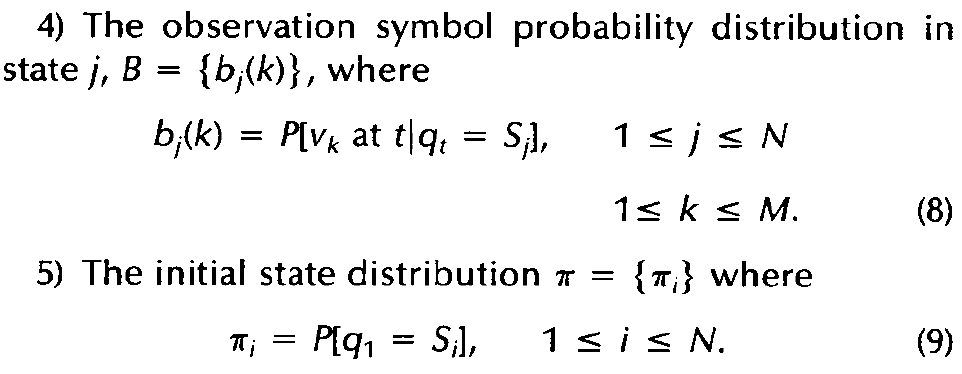 4) The observation symbol probability distribution in
state j, B = {b_j(k)}, where
b_j(k) = P[v_k at t|q_t = S_j], 1 ≤ j ≤ N
1 ≤ k ≤ M. (8)
5) The initial state distribution π = {π_i} where
π_i = P[q_1 = S_i], 1 ≤ i ≤ N. (9)